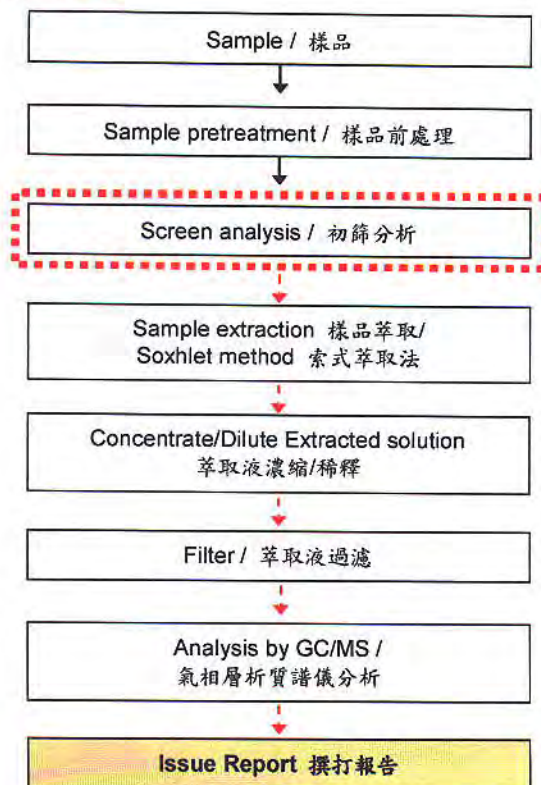 Sample / 樣品
Sample pretreatment / 樣品前處理
Screen analysis / 初篩分析
Sample extraction 樣品萃取/
Soxhlet method 索式萃取法
Concentrate/Dilute Extracted solution
萃取液濃縮/稀釋
Filter / 萃取液過濾
Analysis by GC/MS /
氣相層析質譜儀分析
Issue Report 撰打報告